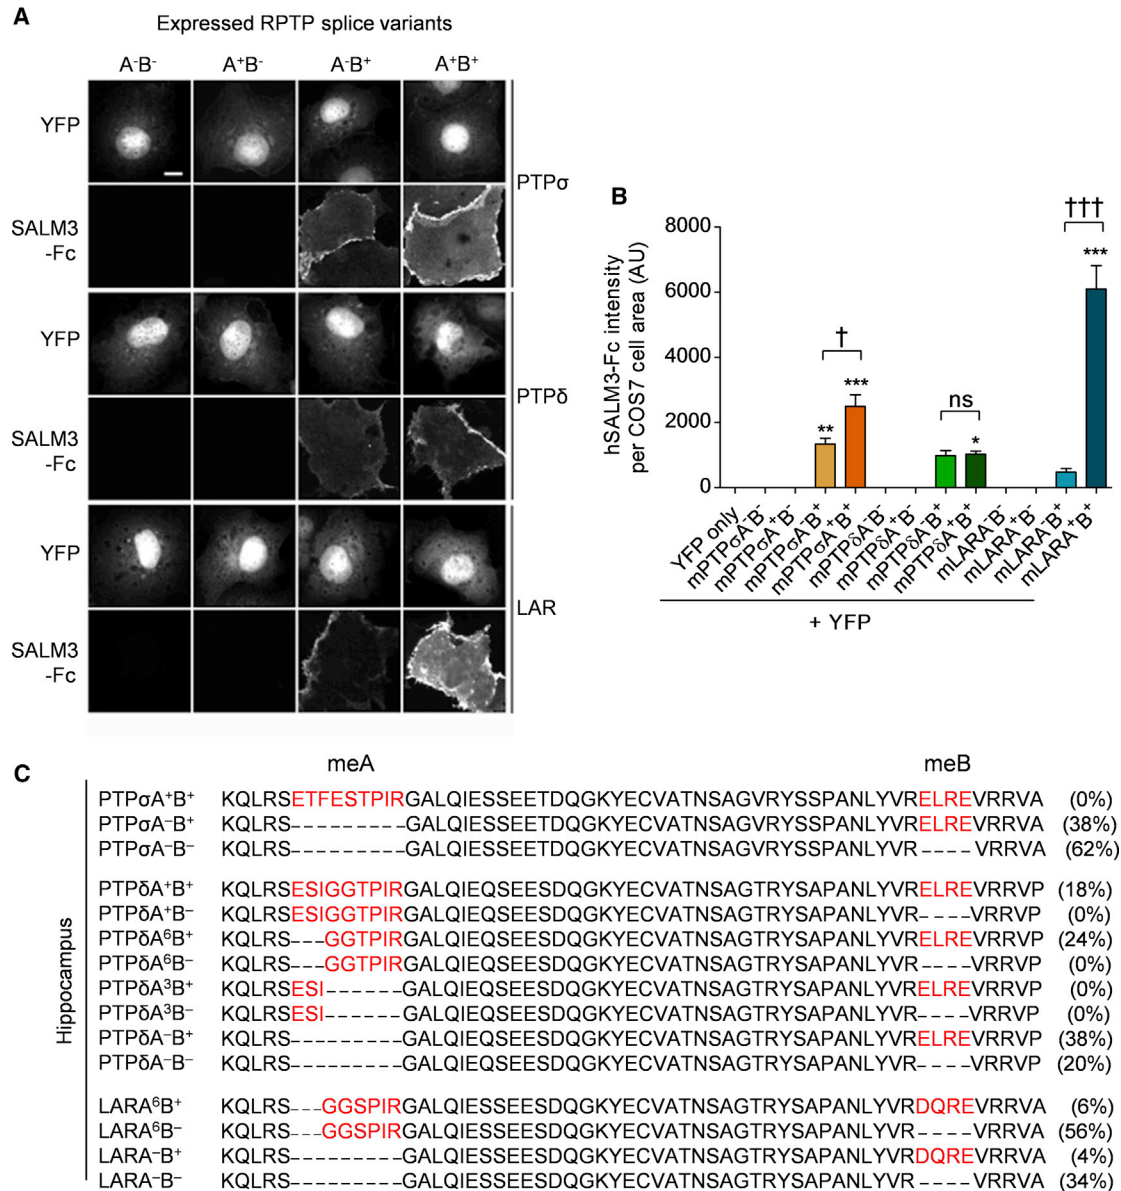 A
Expressed RPTP splice variants
A⁻B⁻ A⁺B⁻ A⁻B⁺ A⁺B⁺
YFP
PTPσ
SALM3
-Fc
YFP
PTPδ
SALM3
-Fc
YFP
LAR
SALM3
-Fc
B
hSALM3-Fc intensity
per COS7 cell area (AU)
8000
6000
4000
2000
0
**
***
†
ns
*
†††
***
YFP only
mPTPσA⁻B⁻
mPTPσA⁺B⁻
mPTPσA⁻B⁺
mPTPσA⁺B⁺
mPTPδA⁻B⁻
mPTPδA⁺B⁻
mPTPδA⁻B⁺
mPTPδA⁺B⁺
mLARA⁻B⁻
mLARA⁺B⁻
mLARA⁻B⁺
mLARA⁺B⁺
+ YFP
C
meA meB
Hippocampus
PTPσA⁺B⁺ KQLRSETFESTPIRGALQIESSEETDQGKYECVATNSAGVRYSSPANLYVRELREVRRVA (0%)
PTPσA⁻B⁺ KQLRS---------GALQIESSEETDQGKYECVATNSAGVRYSSPANLYVRELREVRRVA (38%)
PTPσA⁻B⁻ KQLRS---------GALQIESSEETDQGKYECVATNSAGVRYSSPANLYVR----VRRVA (62%)
PTPδA⁺B⁺ KQLRSESIGGTPIRGALQIEQSEESDQGKYECVATNSAGTRYSAPANLYVRELREVRRVP (18%)
PTPδA⁺B⁻ KQLRSESIGGTPIRGALQIEQSEESDQGKYECVATNSAGTRYSAPANLYVR----VRRVP (0%)
PTPδA⁶B⁺ KQLRS---GGTPIRGALQIEQSEESDQGKYECVATNSAGTRYSAPANLYVRELREVRRVP (24%)
PTPδA⁶B⁻ KQLRS---GGTPIRGALQIEQSEESDQGKYECVATNSAGTRYSAPANLYVR----VRRVP (0%)
PTPδA³B⁺ KQLRSESI------GALQIEQSEESDQGKYECVATNSAGTRYSAPANLYVRELREVRRVP (0%)
PTPδA³B⁻ KQLRSESI------GALQIEQSEESDQGKYECVATNSAGTRYSAPANLYVR----VRRVP (0%)
PTPδA⁻B⁺ KQLRS---------GALQIEQSEESDQGKYECVATNSAGTRYSAPANLYVRELREVRRVP (38%)
PTPδA⁻B⁻ KQLRS---------GALQIEQSEESDQGKYECVATNSAGTRYSAPANLYVR----VRRVP (20%)
LARA⁶B⁺ KQLRS---GGSPIRGALQIESSEESDQGKYECVATNSAGTRYSAPANLYVRDQREVRRVA (6%)
LARA⁶B⁻ KQLRS---GGSPIRGALQIESSEESDQGKYECVATNSAGTRYSAPANLYVR----VRRVA (56%)
LARA⁻B⁺ KQLRS---------GALQIESSEESDQGKYECVATNSAGTRYSAPANLYVRDQREVRRVA (4%)
LARA⁻B⁻ KQLRS---------GALQIESSEESDQGKYECVATNSAGTRYSAPANLYVR----VRRVA (34%)